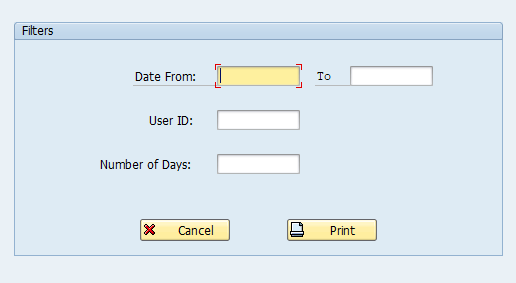 Filters
Date From: To
User ID:
Number of Days:
Cancel Print